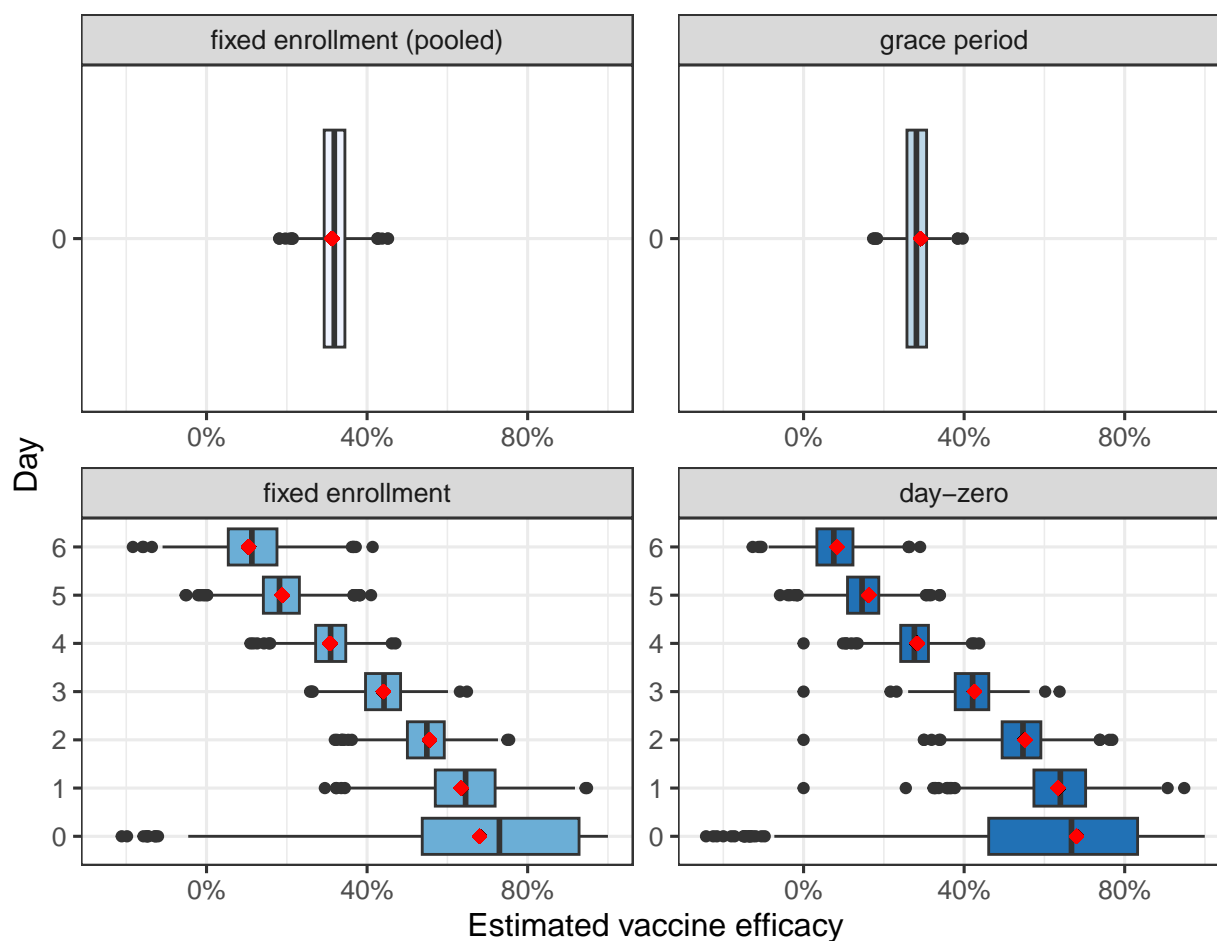 fixed enrollment (pooled)
grace period
0
0
0% 40% 80%
0% 40% 80%
Day
fixed enrollment
day−zero
6
5
4
3
2
1
0
6
5
4
3
2
1
0
0% 40% 80%
0% 40% 80%
Estimated vaccine efficacy